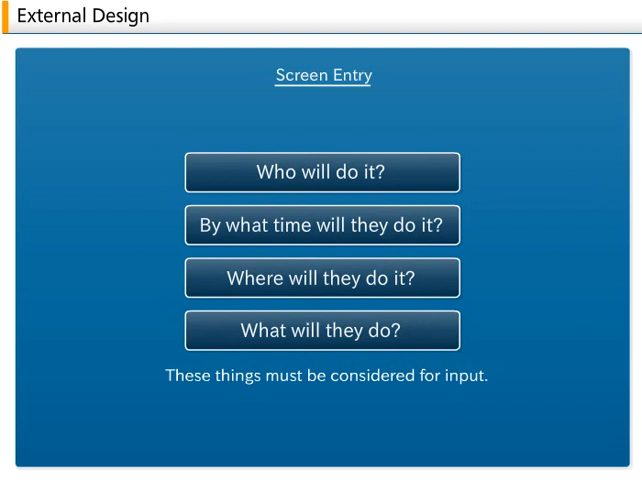 External Design
Screen Entry
Who will do it?
By what time will they do it?
Where will they do it?
What will they do?
These things must be considered for input.